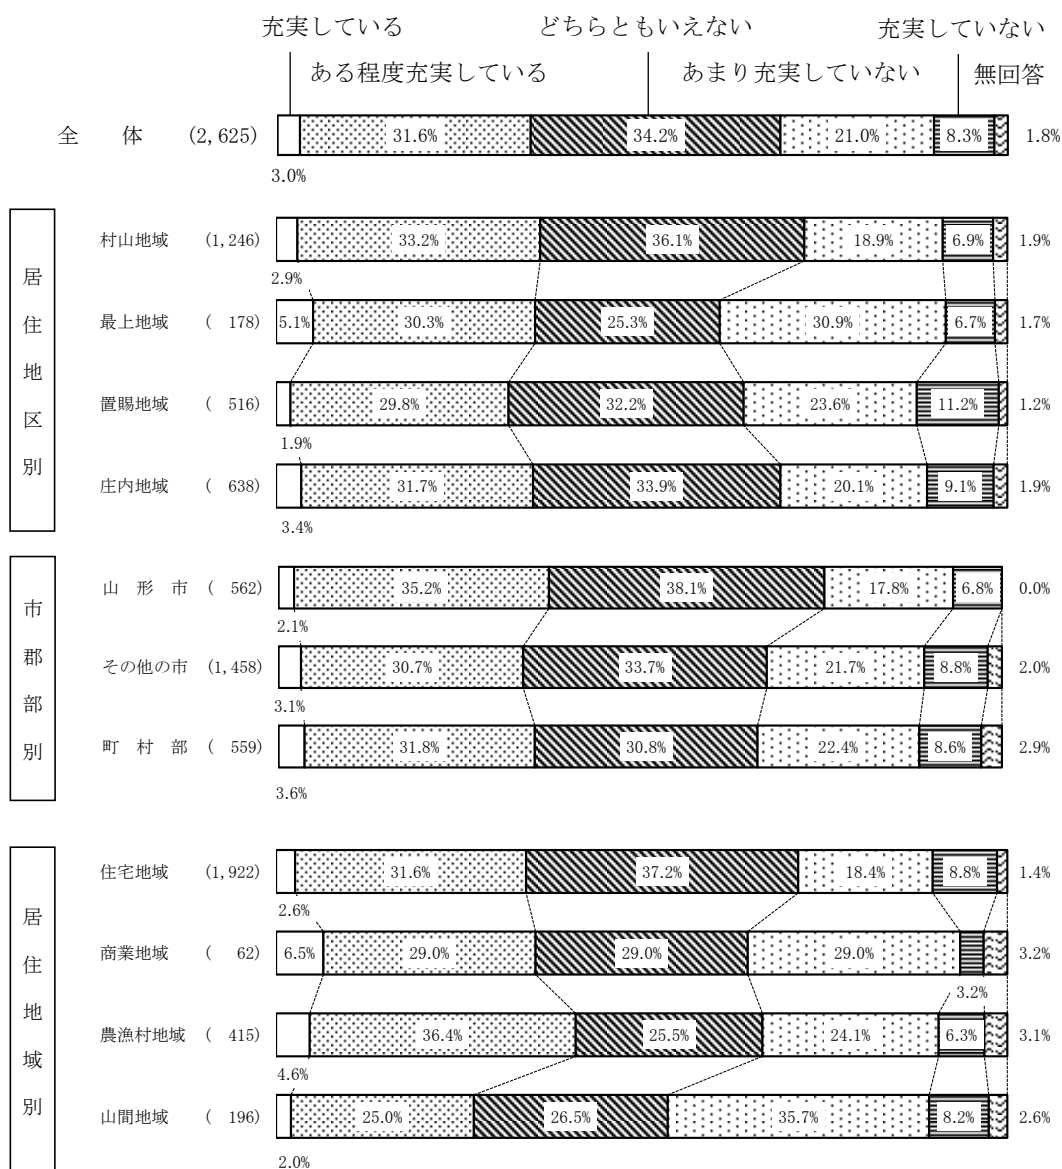 充実している どちらともいえない 充実していない
ある程度充実している あまり充実していない 無回答
全 体 (2,625) 31.6% 34.2% 21.0% 8.3% 1.8%
3.0%
居住地区別
村山地域 (1,246) 33.2% 36.1% 18.9% 6.9% 1.9%
2.9%
最上地域 ( 178) 5.1% 30.3% 25.3% 30.9% 6.7% 1.7%
置賜地域 ( 516) 29.8% 32.2% 23.6% 11.2% 1.2%
1.9%
庄内地域 ( 638) 31.7% 33.9% 20.1% 9.1% 1.9%
3.4%
市郡部別
山 形 市 ( 562) 35.2% 38.1% 17.8% 6.8% 0.0%
2.1%
その他の市 (1,458) 30.7% 33.7% 21.7% 8.8% 2.0%
3.1%
町 村 部 ( 559) 31.8% 30.8% 22.4% 8.6% 2.9%
3.6%
居住地域別
住宅地域 (1,922) 31.6% 37.2% 18.4% 8.8% 1.4%
2.6%
商業地域 ( 62) 6.5% 29.0% 29.0% 29.0% 3.2%
3.2%
農漁村地域 ( 415) 36.4% 25.5% 24.1% 6.3% 3.1%
4.6%
山間地域 ( 196) 25.0% 26.5% 35.7% 8.2% 2.6%
2.0%